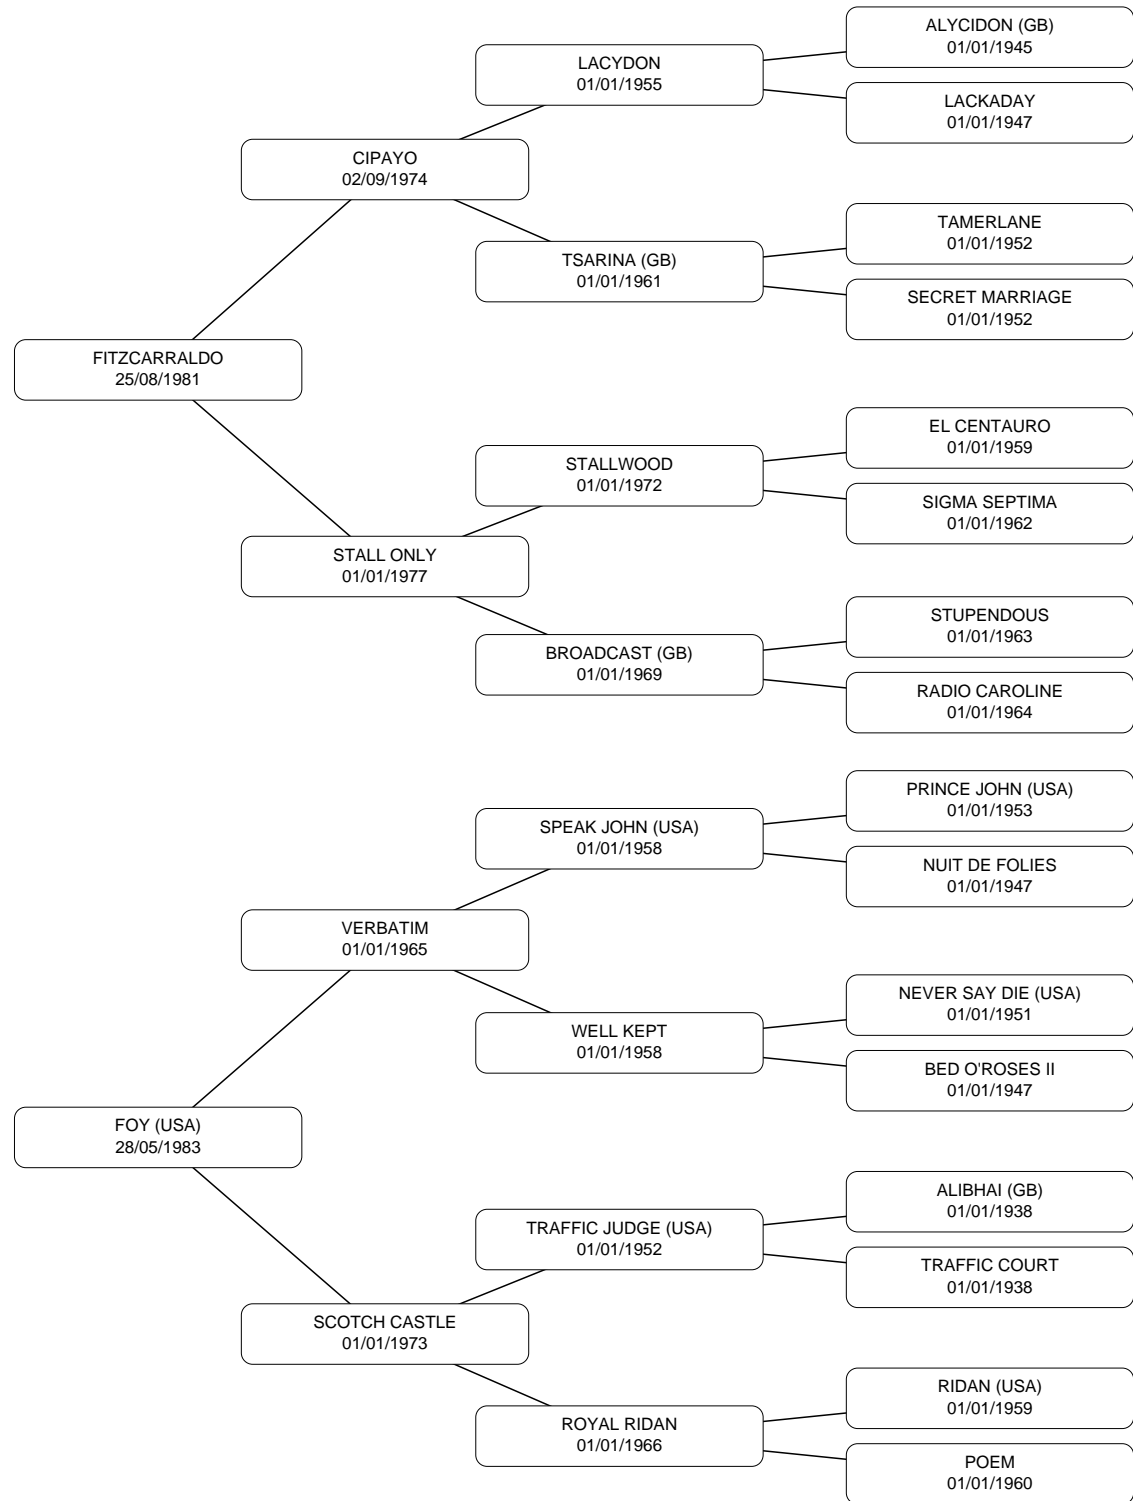 ALYCIDON (GB)
01/01/1945
LACYDON
01/01/1955
LACKADAY
01/01/1947
CIPAYO
02/09/1974
TAMERLANE
01/01/1952
TSARINA (GB)
01/01/1961
SECRET MARRIAGE
01/01/1952
FITZCARRALDO
25/08/1981
EL CENTAURO
01/01/1959
STALLWOOD
01/01/1972
SIGMA SEPTIMA
01/01/1962
STALL ONLY
01/01/1977
STUPENDOUS
01/01/1963
BROADCAST (GB)
01/01/1969
RADIO CAROLINE
01/01/1964
PRINCE JOHN (USA)
01/01/1953
SPEAK JOHN (USA)
01/01/1958
NUIT DE FOLIES
01/01/1947
VERBATIM
01/01/1965
NEVER SAY DIE (USA)
01/01/1951
WELL KEPT
01/01/1958
BED O'ROSES II
01/01/1947
FOY (USA)
28/05/1983
ALIBHAI (GB)
01/01/1938
TRAFFIC JUDGE (USA)
01/01/1952
TRAFFIC COURT
01/01/1938
SCOTCH CASTLE
01/01/1973
RIDAN (USA)
01/01/1959
ROYAL RIDAN
01/01/1966
POEM
01/01/1960